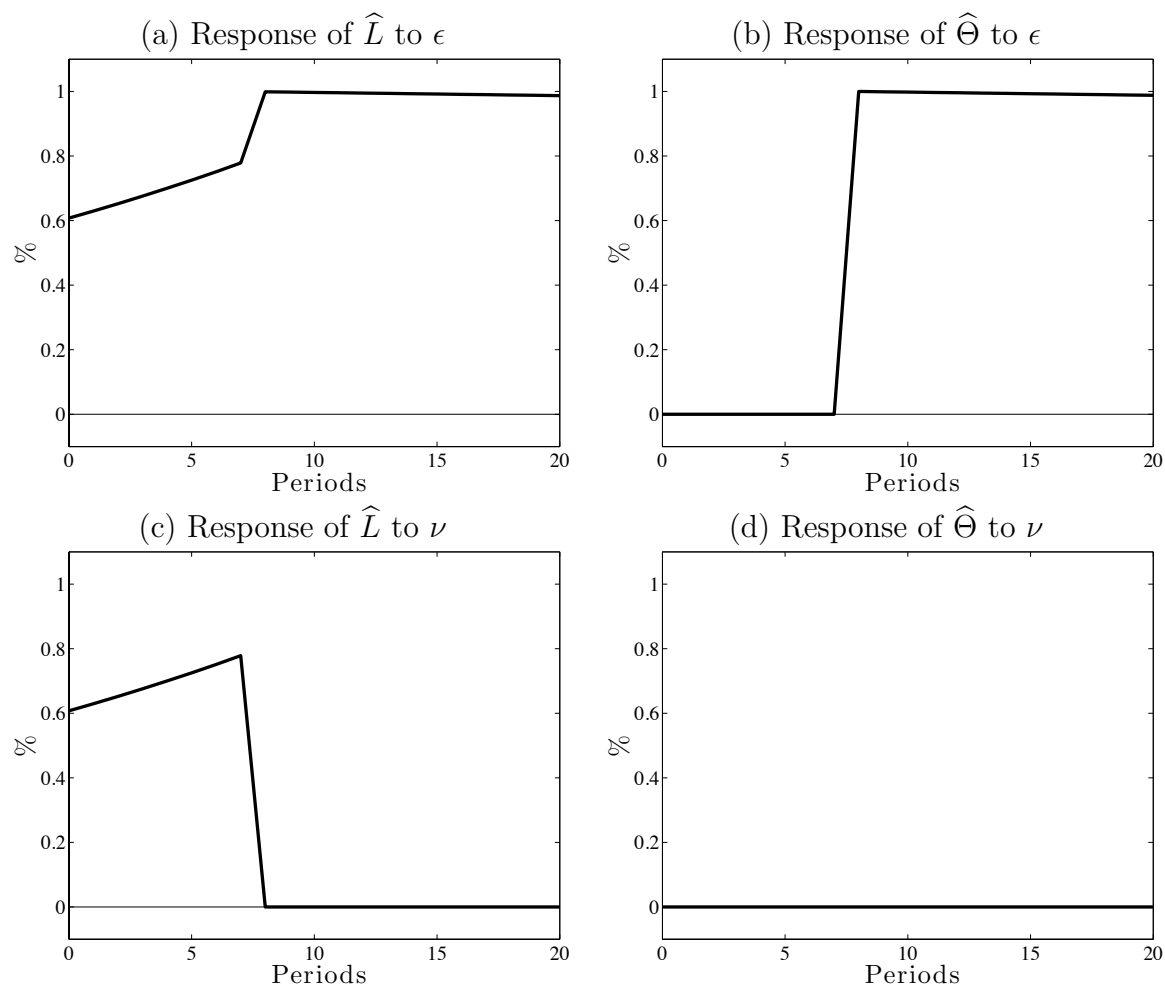 (a) Response of L̂ to ϵ
(b) Response of Θ̂ to ϵ
1
0.8
0.6
0.4
0.2
0
%
0 5 10 15 20
Periods
1
0.8
0.6
0.4
0.2
0
%
0 5 10 15 20
Periods
(c) Response of L̂ to ν
(d) Response of Θ̂ to ν
1
0.8
0.6
0.4
0.2
0
%
0 5 10 15 20
Periods
1
0.8
0.6
0.4
0.2
0
%
0 5 10 15 20
Periods